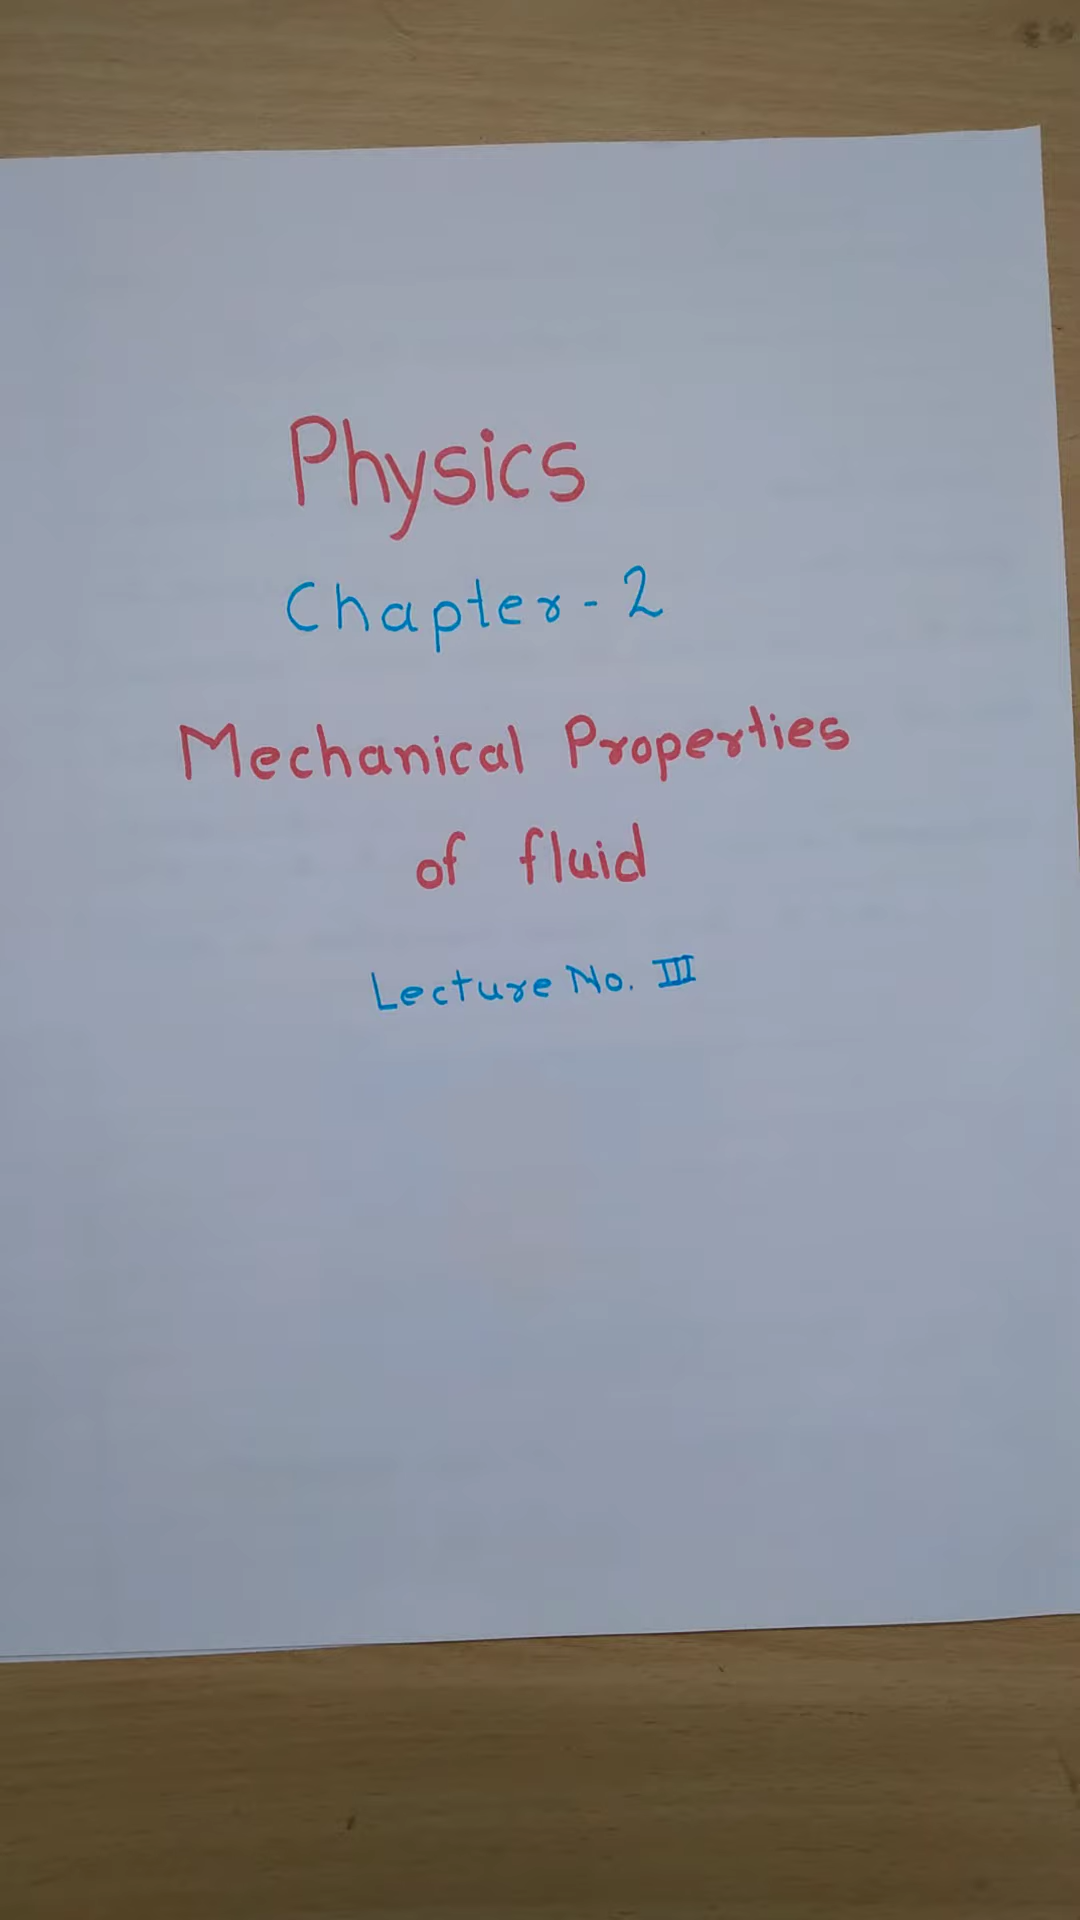 Physics
Chapter-2
Mechanical Properties
of fluid
Lecture No. III